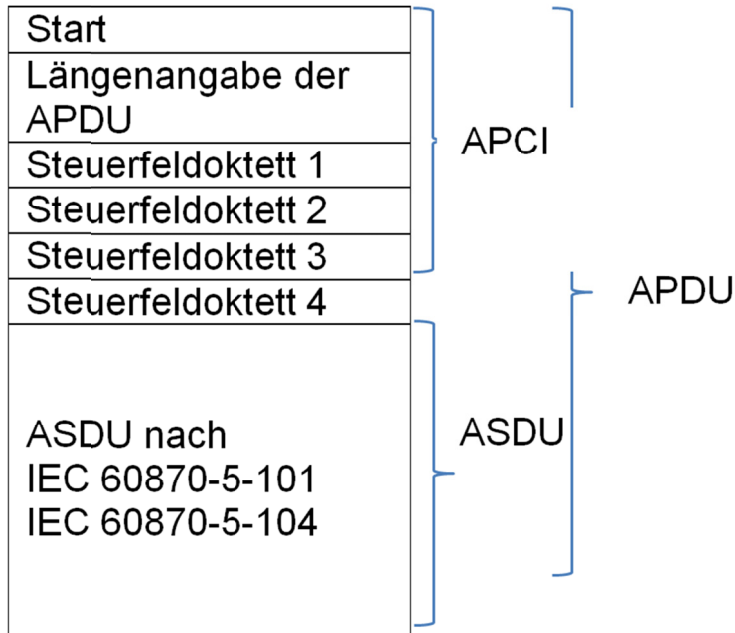 Start
Längenangabe der
APDU
Steuerfeldoktett 1
Steuerfeldoktett 2
Steuerfeldoktett 3
Steuerfeldoktett 4
ASDU nach
IEC 60870-5-101
IEC 60870-5-104
APCI
ASDU
APDU